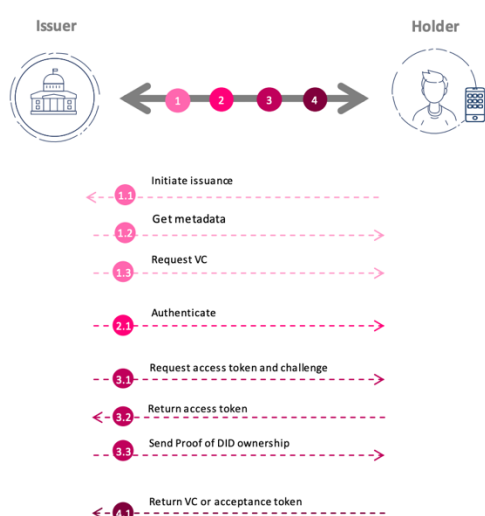 Issuer
Holder
1 2 3 4
Initiate issuance
1.1
Get metadata
1.2
Request VC
1.3
Authenticate
2.1
Request access token and challenge
3.1
Return access token
3.2
Send Proof of DID ownership
3.3
Return VC or acceptance token
4.1